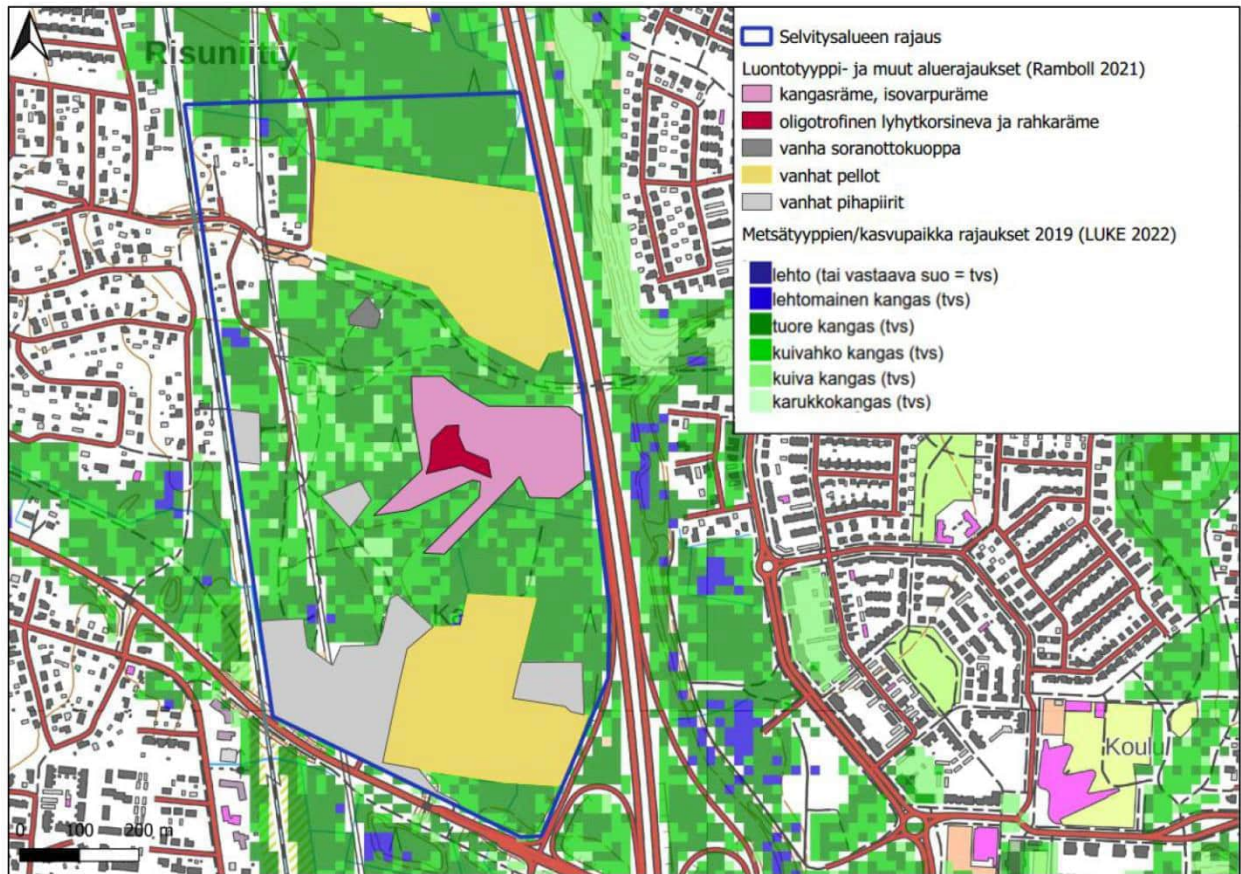 Risuniitty
Selvitysalueen rajaus
Luontotyyppi- ja muut aluerajaukset (Ramboll 2021)
kangasräme, isovarpuräme
oligotrofinen lyhytkorsineva ja rahkaräme
vanha soranottokuoppa
vanhat pellot
vanhat pihapiirit
Metsätyyppien/kasvupaikka rajaukset 2019 (LUKE 2022)
lehto (tai vastaava suo = tvs)
lehtomainen kangas (tvs)
tuore kangas (tvs)
kuivahko kangas (tvs)
kuiva kangas (tvs)
karukkokangas (tvs)
Koulu
0 100 200 m